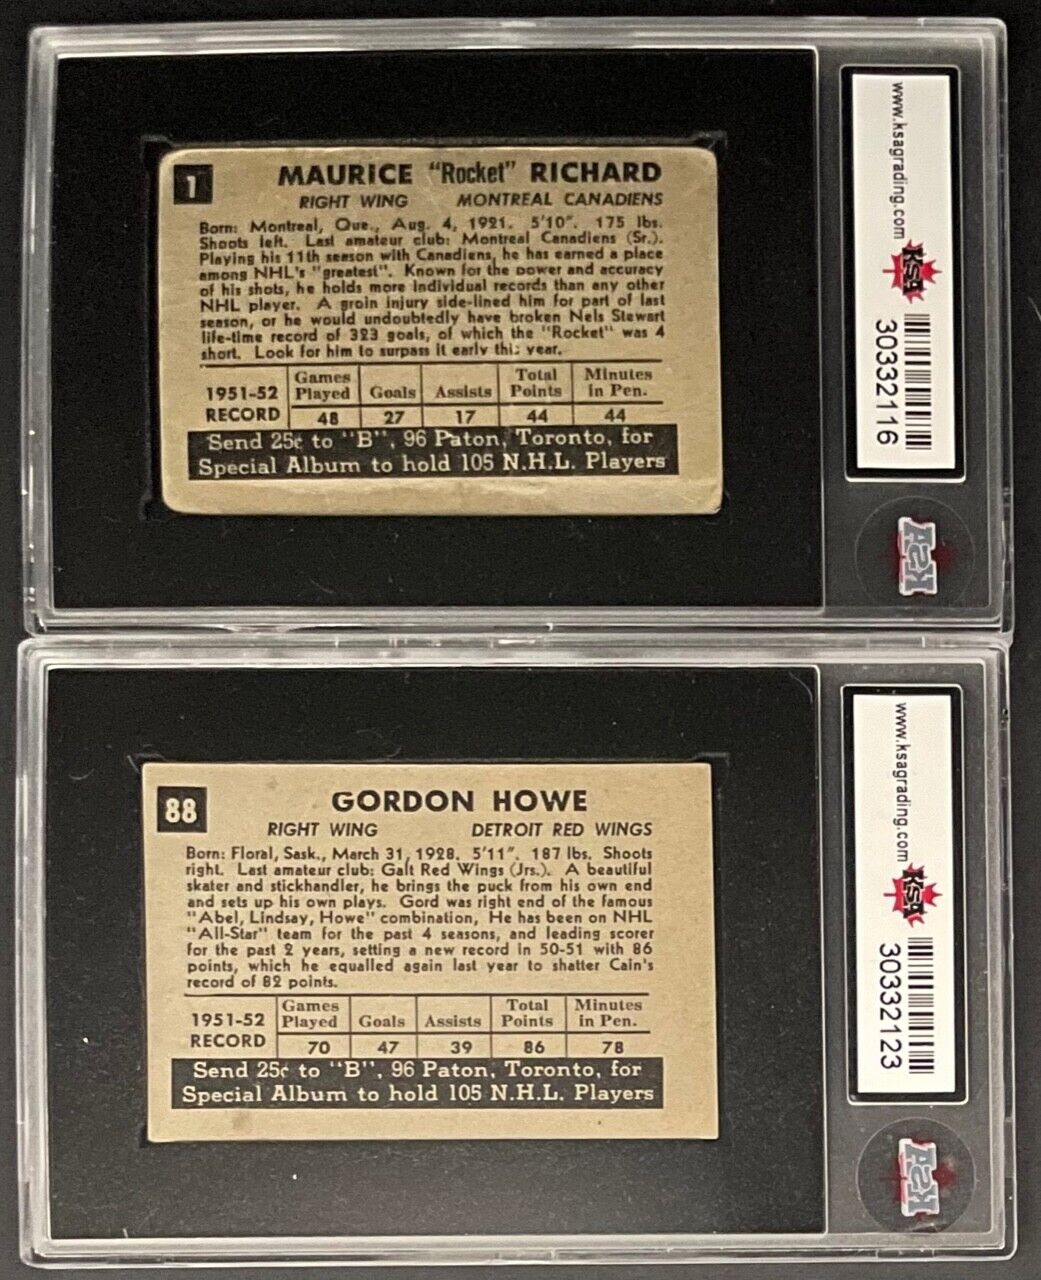 1
MAURICE "Rocket" RICHARD
RIGHT WING MONTREAL CANADIENS
Born: Montreal, Que., Aug. 4, 1921. 5'10". 175 lbs.
Shoots left. Last amateur club: Montreal Canadiens (Sr.).
Playing his 11th season with Canadiens, he has earned a place
among NHL's "greatest". Known for the power and accuracy
of his shots, he holds more individual records than any other
NHL player. A groin injury side-lined him for part of last
season, or he would undoubtedly have broken Nels Stewart
life-time record of 323 goals, of which the "Rocket" was 4
short. Look for him to surpass it early this year.
1951-52 RECORD
Games Played Goals Assists Total Points Minutes in Pen.
48 27 17 44 44
Send 25¢ to "B", 96 Paton, Toronto, for
Special Album to hold 105 N.H.L. Players
www.ksagrading.com
KSA
30332116
KSA
88
GORDON HOWE
RIGHT WING DETROIT RED WINGS
Born: Floral, Sask., March 31, 1928. 5'11". 187 lbs. Shoots
right. Last amateur club: Galt Red Wings (Jrs.). A beautiful
skater and stickhandler, he brings the puck from his own end
and sets up his own plays. Gord was right end of the famous
"Abel, Lindsay, Howe" combination, He has been on NHL
"All-Star" team for the past 4 seasons, and leading scorer
for the past 2 years, setting a new record in 50-51 with 86
points, which he equalled again last year to shatter Cain's
record of 82 points.
1951-52 RECORD
Games Played Goals Assists Total Points Minutes in Pen.
70 47 39 86 78
Send 25¢ to "B", 96 Paton, Toronto, for
Special Album to hold 105 N.H.L. Players
www.ksagrading.com
KSA
30332123
KSA